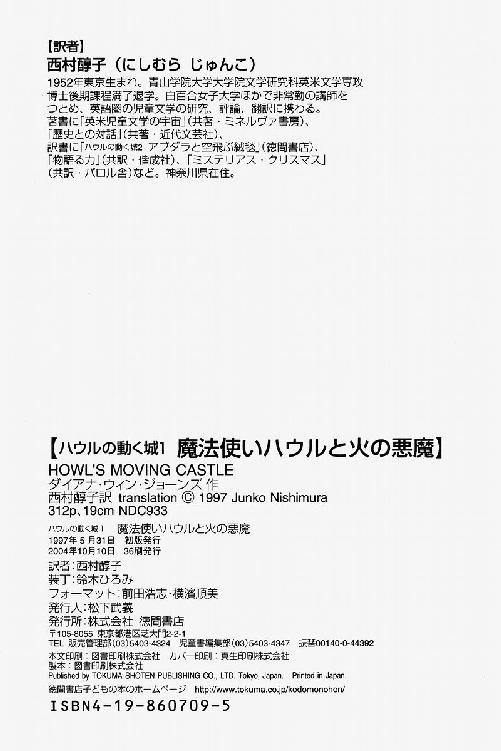 【訳者】
西村醇子（にしむら じゅんこ）
1952年東京生まれ。青山学院大学大学院文学研究科英米文学専攻
博士後期課程満了退学。白百合女子大学ほかで非常勤の講師を
つとめ、英語圏の児童文学の研究、評論、翻訳に携わる。
著書に「英米児童文学の宇宙」（共著・ミネルヴァ書房）、
「歴史との対話」（共著・近代文芸社）、
訳書に「ハウルの動く城2 アブダラと空飛ぶ絨毯」（徳間書店）、
「物語る力」（共訳・偕成社）、「ミステリアス・クリスマス」
（共訳・パロル舎）など。神奈川県在住。
【ハウルの動く城1 魔法使いハウルと火の悪魔】
HOWL'S MOVING CASTLE
ダイアナ・ウィン・ジョーンズ 作
西村醇子訳 translation © 1997 Junko Nishimura
312p、19cm NDC933
ハウルの動く城1 魔法使いハウルと火の悪魔
1997年5月31日 初版発行
2004年10月10日 36刷発行
訳者：西村醇子
装丁：鈴木ひろみ
フォーマット：前田浩志・横濱順美
発行人：松下武義
発行所：株式会社 徳間書店
〒105-8055 東京都港区芝大門2-2-1
TEL 販売管理部(03)5403-4324 児童書編集部(03)5403-4347 振替00140-0-44392
本文印刷：図書印刷株式会社 カバー印刷：真生印刷株式会社
製本：図書印刷株式会社
Published by TOKUMA SHOTEN PUBLISHING CO., LTD. Tokyo, Japan. Printed in Japan.
徳間書店子どもの本のホームページ http://www.tokuma.co.jp/kodomonohon/
ISBN4-19-860709-5